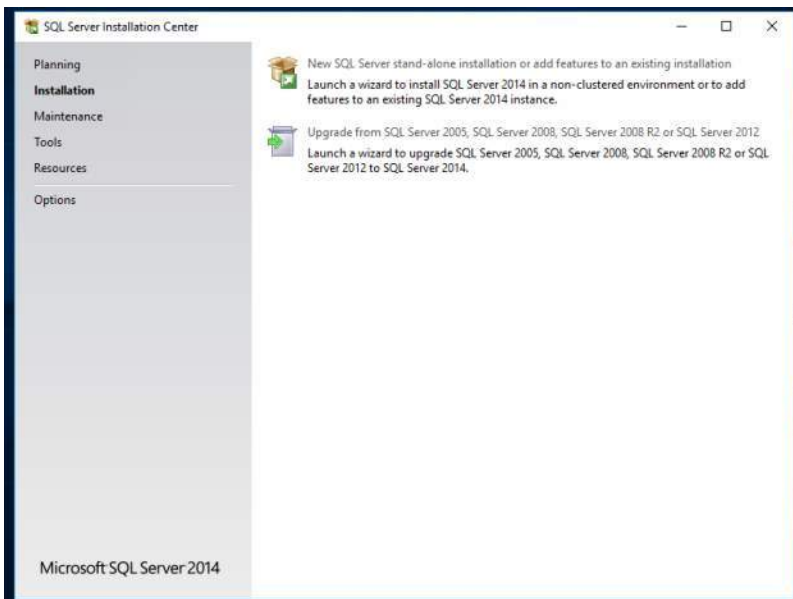 SQL Server Installation Center
Planning
Installation
Maintenance
Tools
Resources
Options
New SQL Server stand-alone installation or add features to an existing installation
Launch a wizard to install SQL Server 2014 in a non-clustered environment or to add
features to an existing SQL Server 2014 instance.
Upgrade from SQL Server 2005, SQL Server 2008, SQL Server 2008 R2 or SQL Server 2012
Launch a wizard to upgrade SQL Server 2005, SQL Server 2008, SQL Server 2008 R2 or SQL
Server 2012 to SQL Server 2014.
Microsoft SQL Server 2014